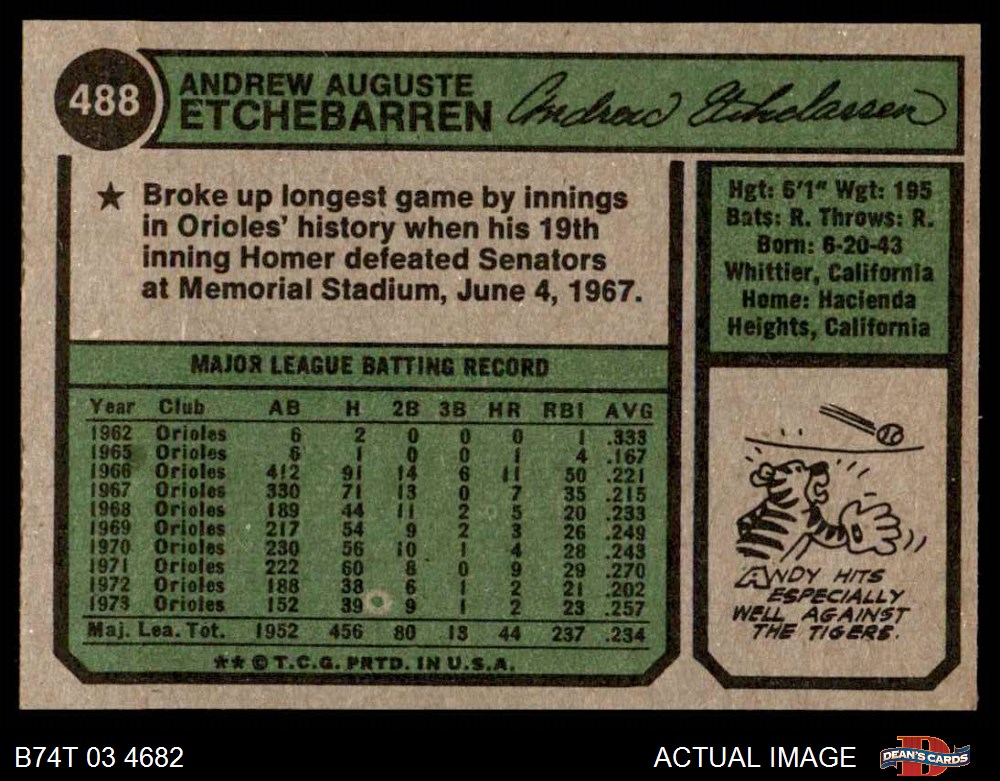 488
ANDREW AUGUSTE
ETCHEBARREN
Andrew Etchebarren
★ Broke up longest game by innings
in Orioles' history when his 19th
inning Homer defeated Senators
at Memorial Stadium, June 4, 1967.
Hgt: 6'1" Wgt: 195
Bats: R. Throws: R.
Born: 6-20-43
Whittier, California
Home: Hacienda
Heights, California
MAJOR LEAGUE BATTING RECORD
Year Club AB H 2B 3B HR RBI AVG
1962 Orioles 6 2 0 0 0 1 .333
1965 Orioles 6 1 0 0 1 4 .167
1966 Orioles 412 91 14 6 11 50 .221
1967 Orioles 330 71 13 0 7 35 .215
1968 Orioles 189 44 11 2 5 20 .233
1969 Orioles 217 54 9 2 3 26 .249
1970 Orioles 230 56 10 1 4 28 .243
1971 Orioles 222 60 8 0 9 29 .270
1972 Orioles 188 38 6 1 2 21 .202
1973 Orioles 152 39 9 1 2 23 .257
Maj. Lea. Tot. 1952 456 80 13 44 237 .234
** © T.C.G. PRTD. IN U.S.A.
ANDY HITS
ESPECIALLY
WELL AGAINST
THE TIGERS.
B74T 03 4682
ACTUAL IMAGE
DEAN'S CARDS